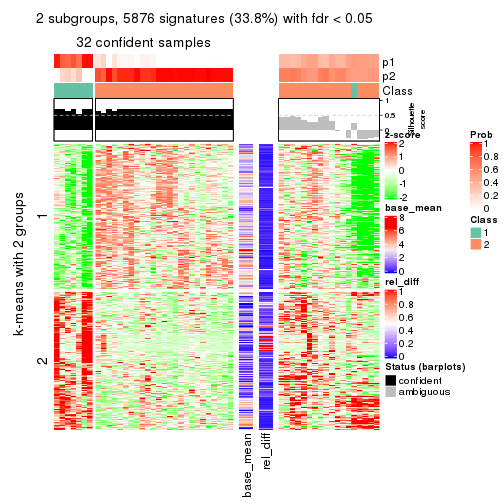 2 subgroups, 5876 signatures (33.8%) with fdr < 0.05
32 confident samples
p1
p2
Class
1
0.5
0
Silhouette
score
k-means with 2 groups
1
2
base_mean
rel_diff
z-score
2
1
0
-1
-2
base_mean
8
6
4
2
0
rel_diff
1
0.8
0.6
0.4
0.2
0
Status (barplots)
confident
ambiguous
Prob
1
0.8
0.6
0.4
0.2
0
Class
1
2